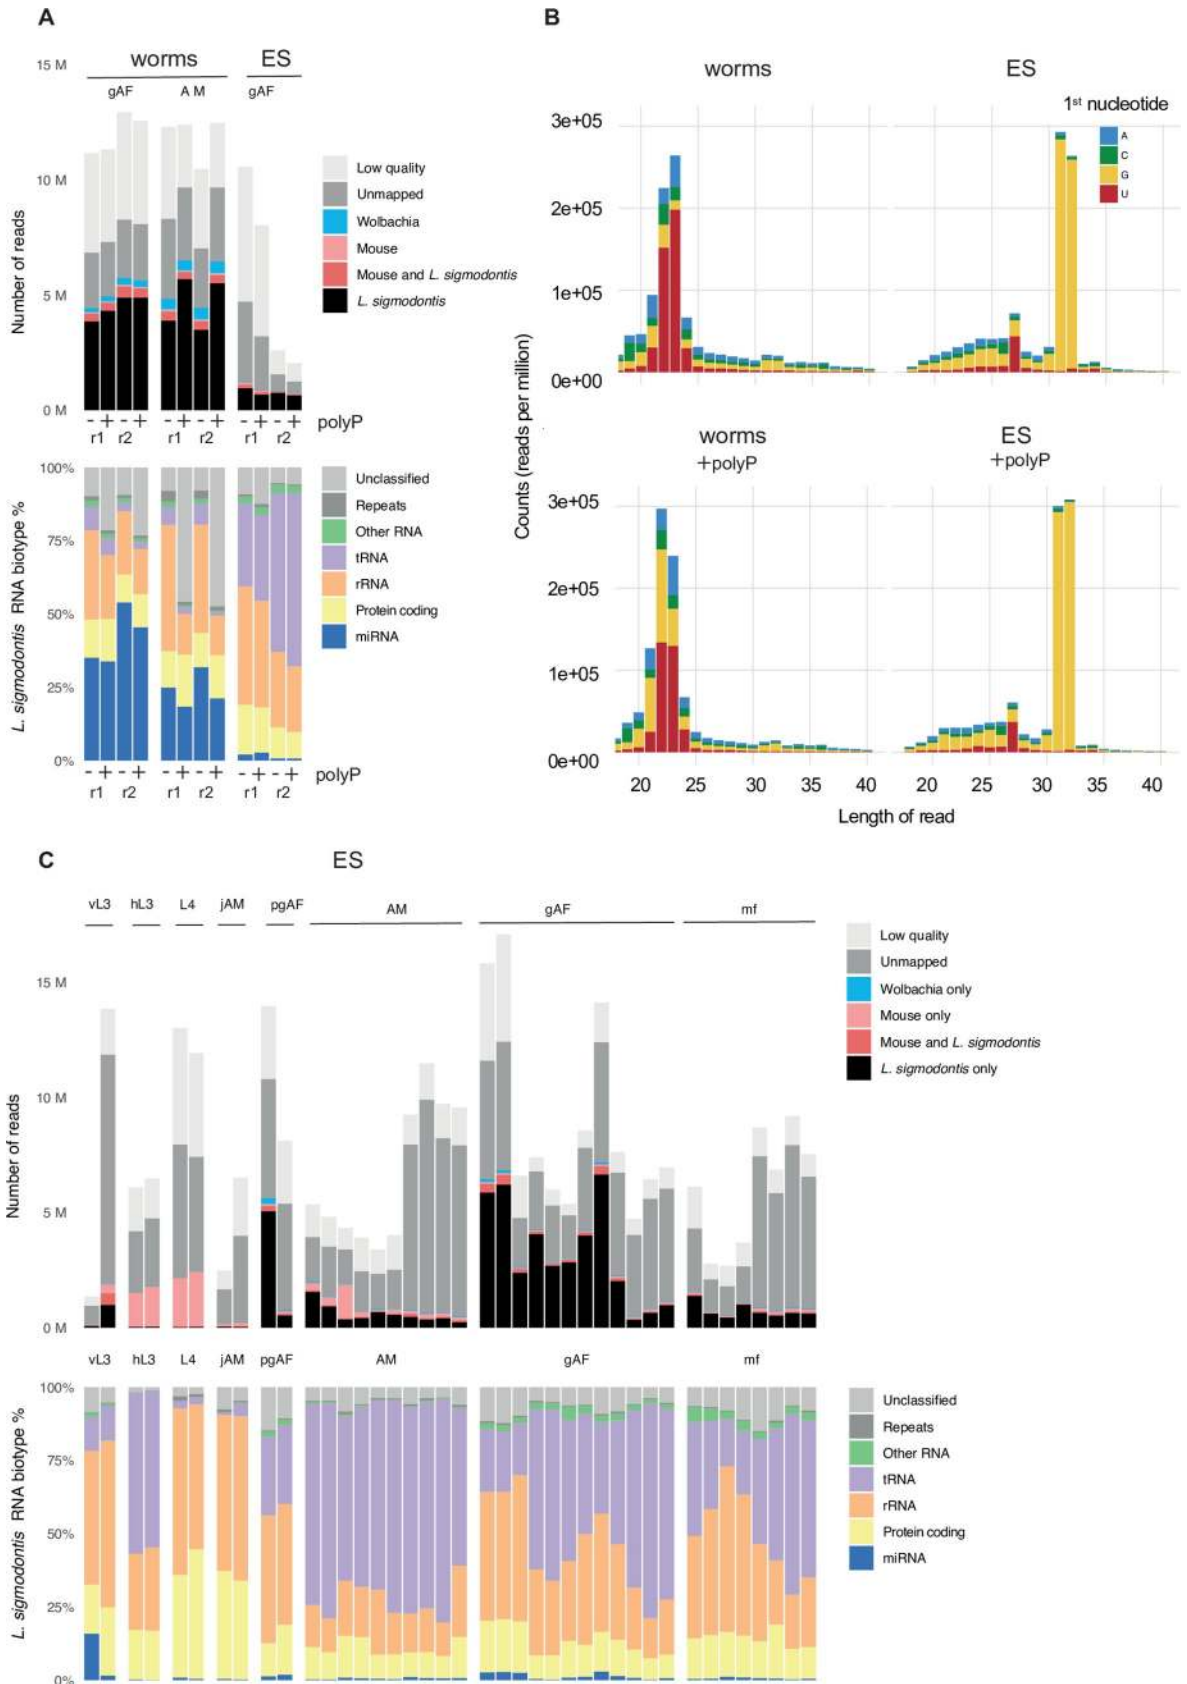 A
worms
ES
gAF
A M
gAF
15 M
10 M
5 M
0 M
Number of reads
Low quality
Unmapped
Wolbachia
Mouse
Mouse and L. sigmodontis
L. sigmodontis
- + - + - + - + - + - + polyP
r1 r2 r1 r2 r1 r2
100%
75%
50%
25%
0%
L. sigmodontis RNA biotype %
Unclassified
Repeats
Other RNA
tRNA
rRNA
Protein coding
miRNA
- + - + - + - + - + - + polyP
r1 r2 r1 r2 r1 r2
B
worms
ES
1st nucleotide
A
C
G
U
3e+05
2e+05
1e+05
0e+00
Counts (reads per million)
worms
+polyP
ES
+polyP
3e+05
2e+05
1e+05
0e+00
20 25 30 35 40 20 25 30 35 40
Length of read
C
ES
vL3 hL3 L4 jAM pgAF AM gAF mf
15 M
10 M
5 M
0 M
Number of reads
Low quality
Unmapped
Wolbachia only
Mouse only
Mouse and L. sigmodontis
L. sigmodontis only
vL3 hL3 L4 jAM pgAF AM gAF mf
100%
75%
50%
25%
0%
L. sigmodontis RNA biotype %
Unclassified
Repeats
Other RNA
tRNA
rRNA
Protein coding
miRNA